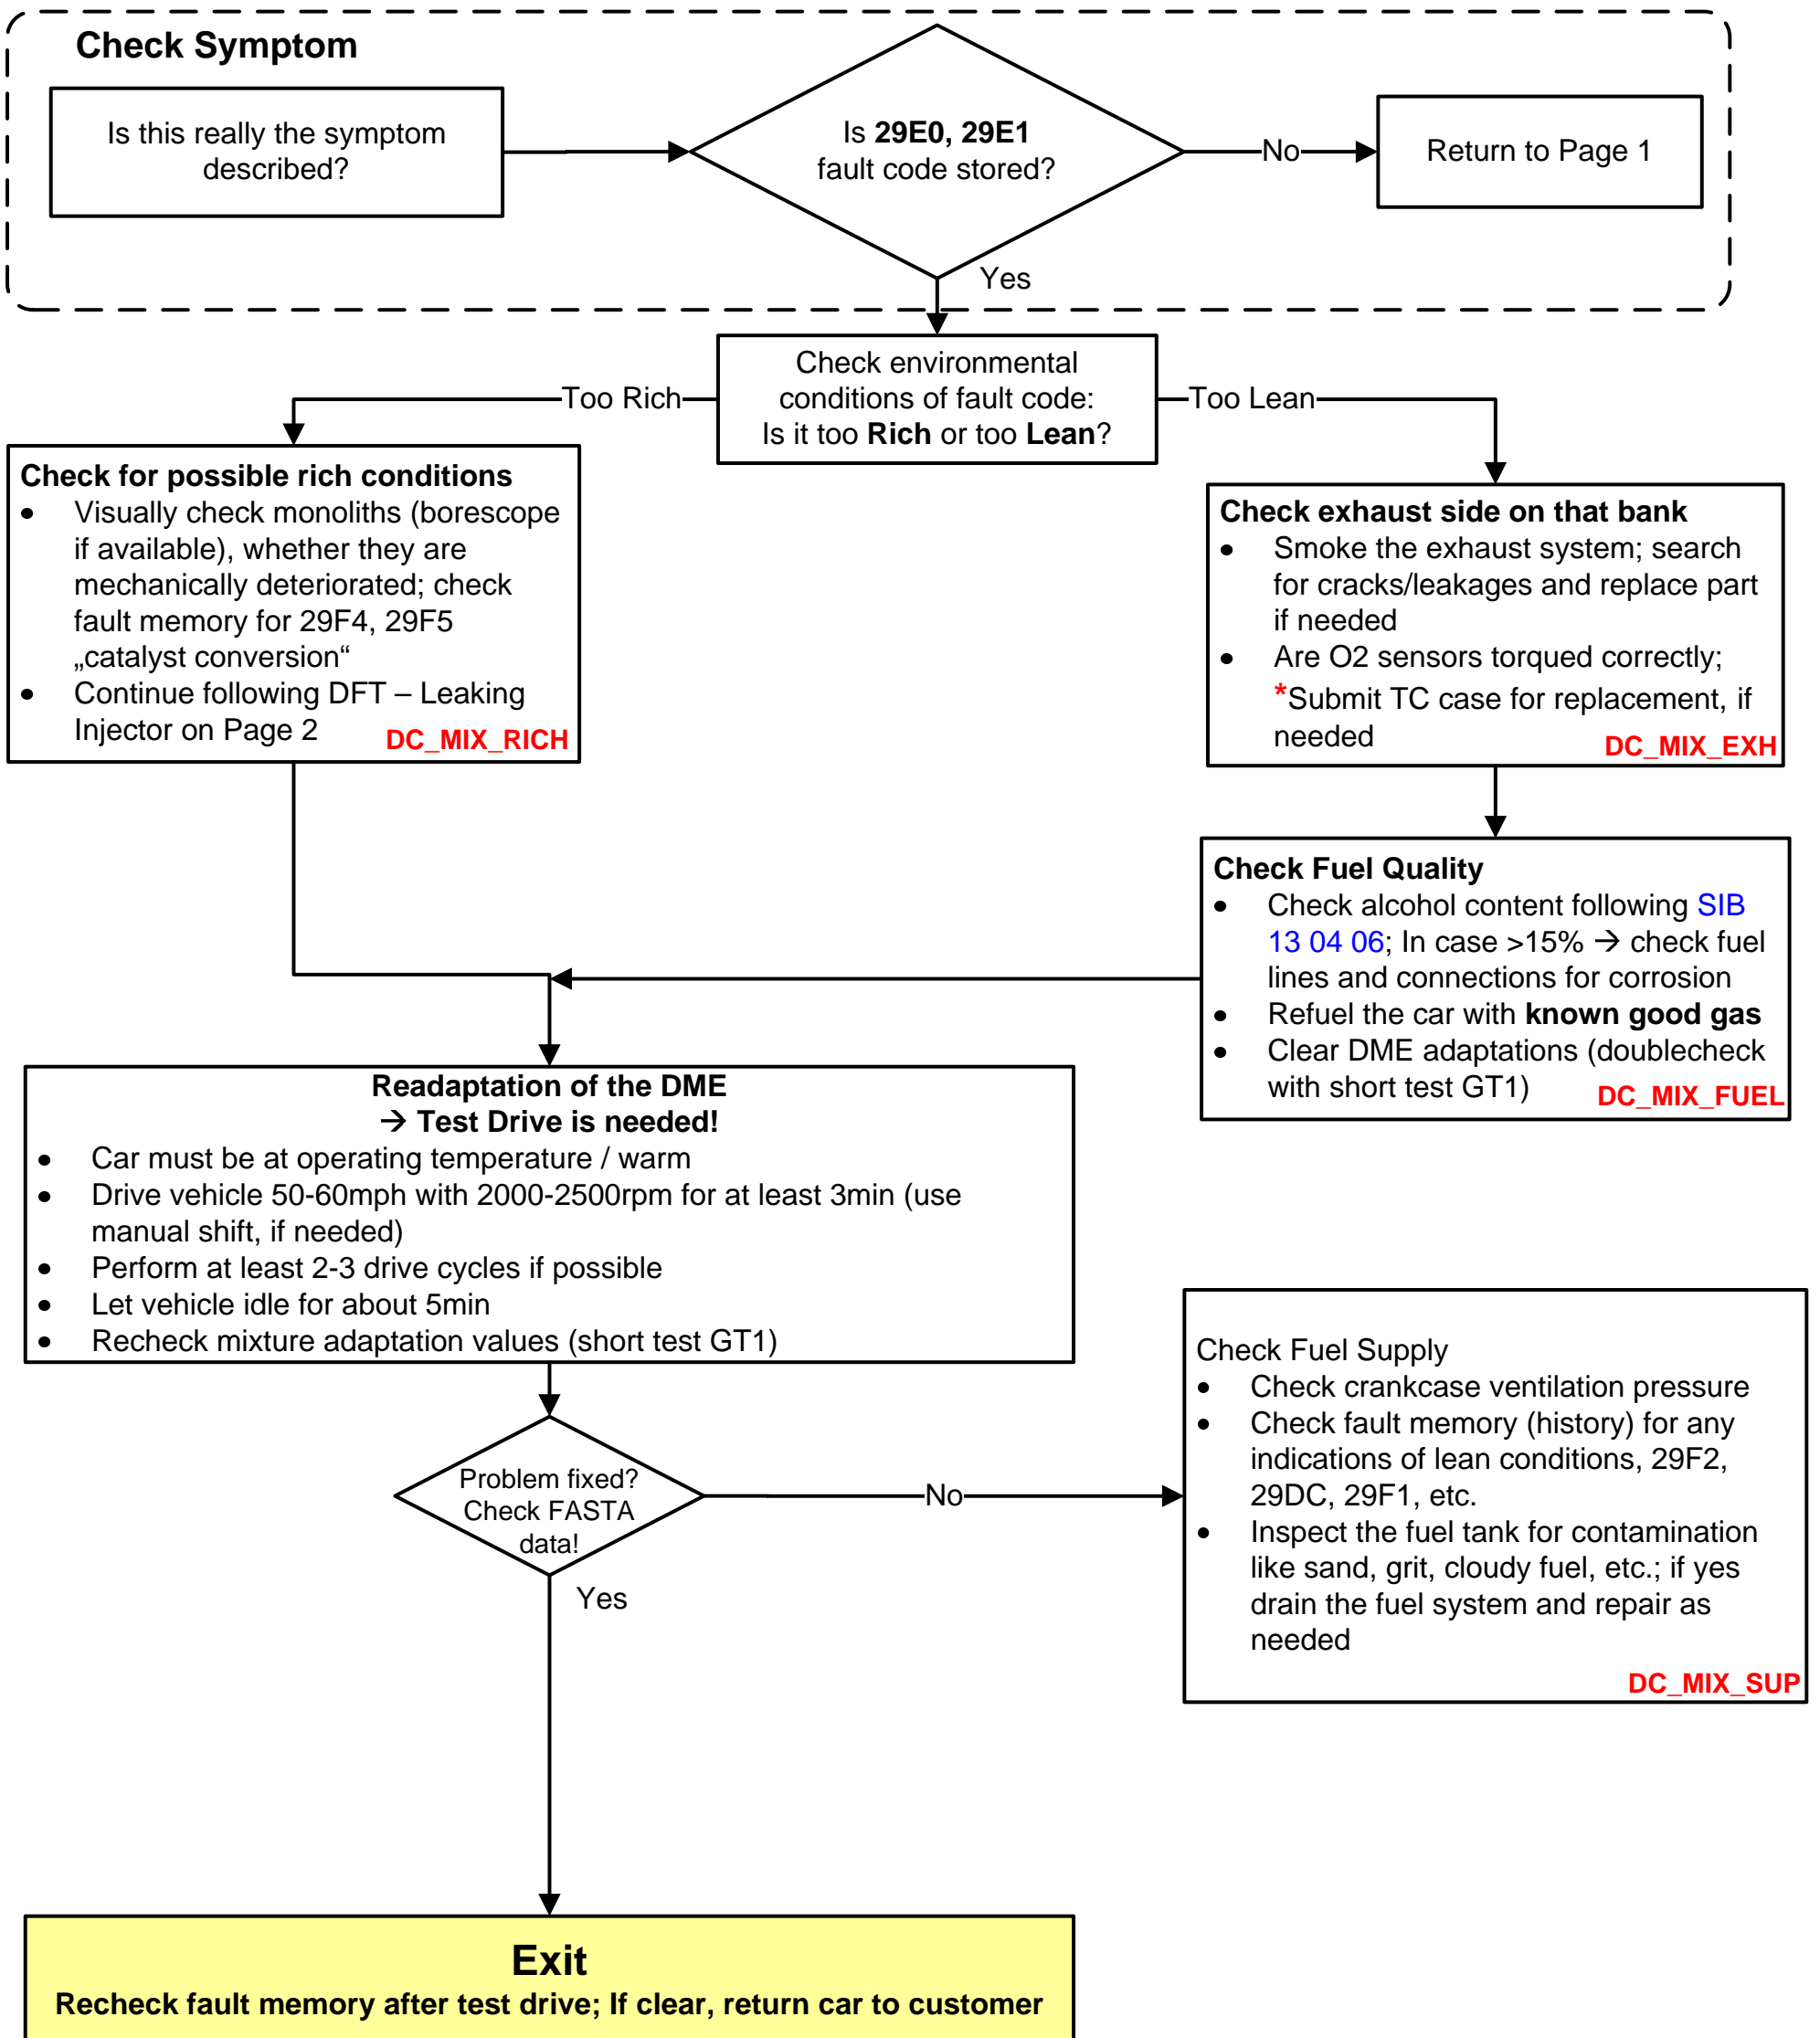 Check Symptom
Is this really the symptom
described?
Is 29E0, 29E1
fault code stored?
No
Return to Page 1
Yes
Check environmental
conditions of fault code:
Is it too Rich or too Lean?
Too Rich
Too Lean
Check for possible rich conditions
• Visually check monoliths (borescope
if available), whether they are
mechanically deteriorated; check
fault memory for 29F4, 29F5
„catalyst conversion“
• Continue following DFT – Leaking
Injector on Page 2
DC_MIX_RICH
Check exhaust side on that bank
• Smoke the exhaust system; search
for cracks/leakages and replace part
if needed
• Are O2 sensors torqued correctly;
*Submit TC case for replacement, if
needed
DC_MIX_EXH
Check Fuel Quality
• Check alcohol content following SIB
13 04 06; In case >15% → check fuel
lines and connections for corrosion
• Refuel the car with known good gas
• Clear DME adaptations (doublecheck
with short test GT1)
DC_MIX_FUEL
Readaptation of the DME
→ Test Drive is needed!
• Car must be at operating temperature / warm
• Drive vehicle 50-60mph with 2000-2500rpm for at least 3min (use
manual shift, if needed)
• Perform at least 2-3 drive cycles if possible
• Let vehicle idle for about 5min
• Recheck mixture adaptation values (short test GT1)
Problem fixed?
Check FASTA
data!
No
Yes
Check Fuel Supply
• Check crankcase ventilation pressure
• Check fault memory (history) for any
indications of lean conditions, 29F2,
29DC, 29F1, etc.
• Inspect the fuel tank for contamination
like sand, grit, cloudy fuel, etc.; if yes
drain the fuel system and repair as
needed
DC_MIX_SUP
Exit
Recheck fault memory after test drive; If clear, return car to customer